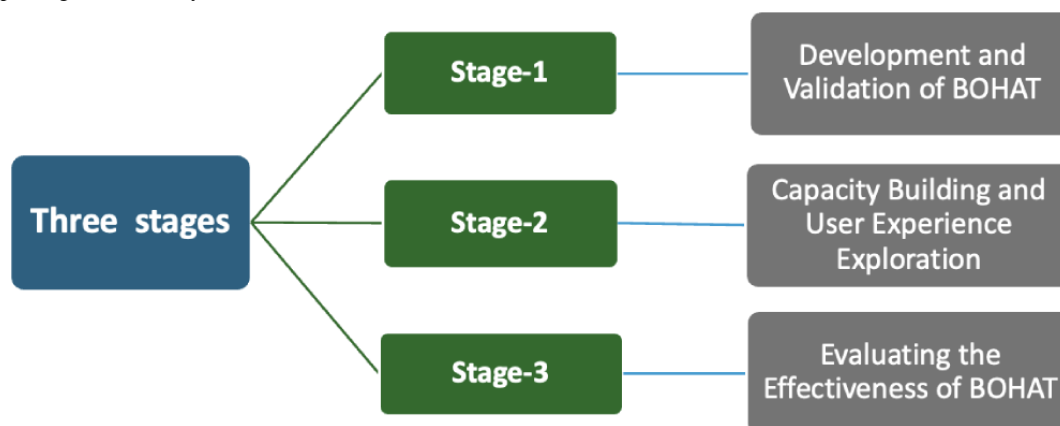 Three stages
Stage-1
Development and
Validation of BOHAT
Stage-2
Capacity Building and
User Experience
Exploration
Stage-3
Evaluating the
Effectiveness of BOHAT